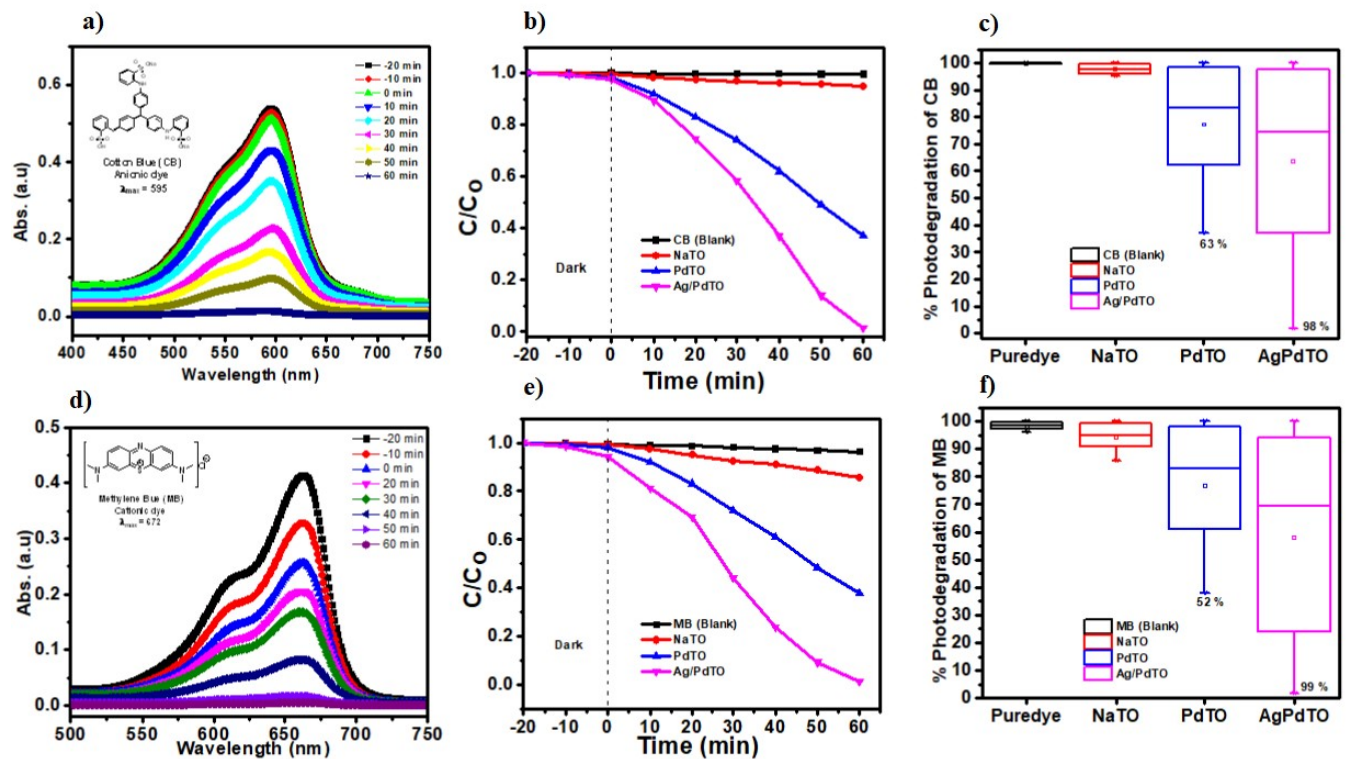 a)
Abs. (a.u)
0.6
0.4
0.2
0.0
400 450 500 550 600 650 700 750
Wavelength (nm)
Cotton Blue (CB)
Anionic dye
λmax = 595
-20 min
-10 min
0 min
10 min
20 min
30 min
40 min
50 min
60 min
b)
C/CO
1.0
0.8
0.6
0.4
0.2
0.0
-20 -10 0 10 20 30 40 50 60
Time (min)
Dark
CB (Blank)
NaTO
PdTO
Ag/PdTO
c)
% Photodegradation of CB
100
90
80
70
60
50
40
30
20
10
0
Puredye NaTO PdTO AgPdTO
CB (Blank)
NaTO
PdTO
Ag/PdTO
63 %
98 %
d)
Abs. (a.u)
0.5
0.4
0.3
0.2
0.1
0.0
500 550 600 650 700 750
Wavelength (nm)
Methylene Bue (MB)
Cationic dye
λmax = 672
-20 min
-10 min
0 min
20 min
30 min
40 min
50 min
60 min
e)
C/CO
1.0
0.8
0.6
0.4
0.2
0.0
-20 -10 0 10 20 30 40 50 60
Time (min)
Dark
MB (Blank)
NaTO
PdTO
Ag/PdTO
f)
% Photodegradation of MB
100
90
80
70
60
50
40
30
20
10
0
Puredye NaTO PdTO AgPdTO
MB (Blank)
NaTO
PdTO
Ag/PdTO
52 %
99 %